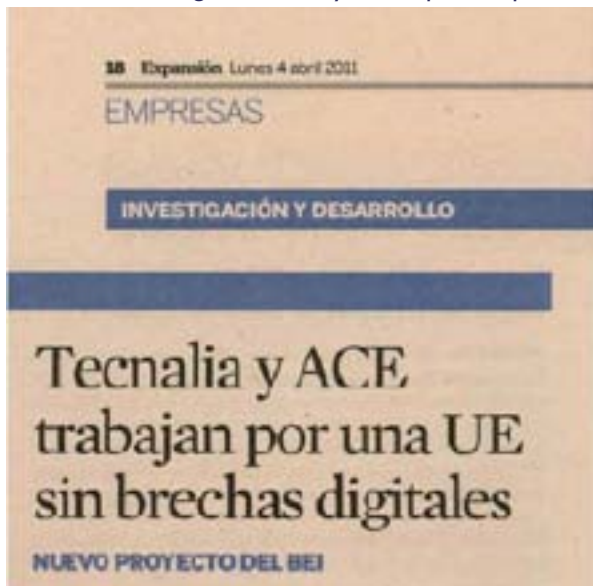 18 Expansión Lunes 4 abril 2011
EMPRESAS
INVESTIGACIÓN Y DESARROLLO
Tecnalia y ACE
trabajan por una UE
sin brechas digitales
NUEVO PROYECTO DEL BEI